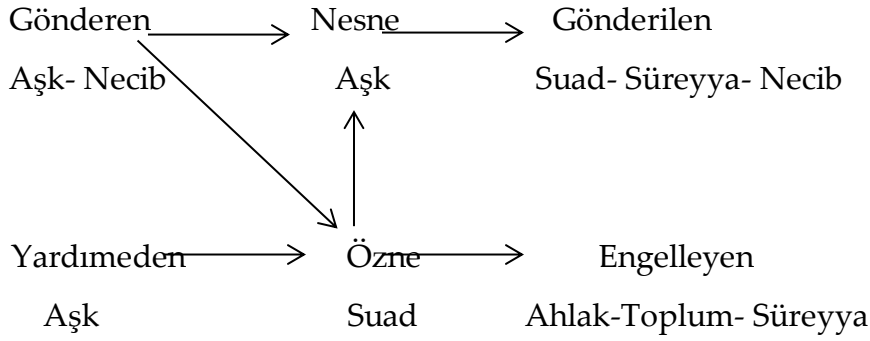 Gönderen Nesne Gönderilen
Aşk- Necib Aşk Suad- Süreyya- Necib
Yardımeden Özne Engelleyen
Aşk Suad Ahlak-Toplum- Süreyya